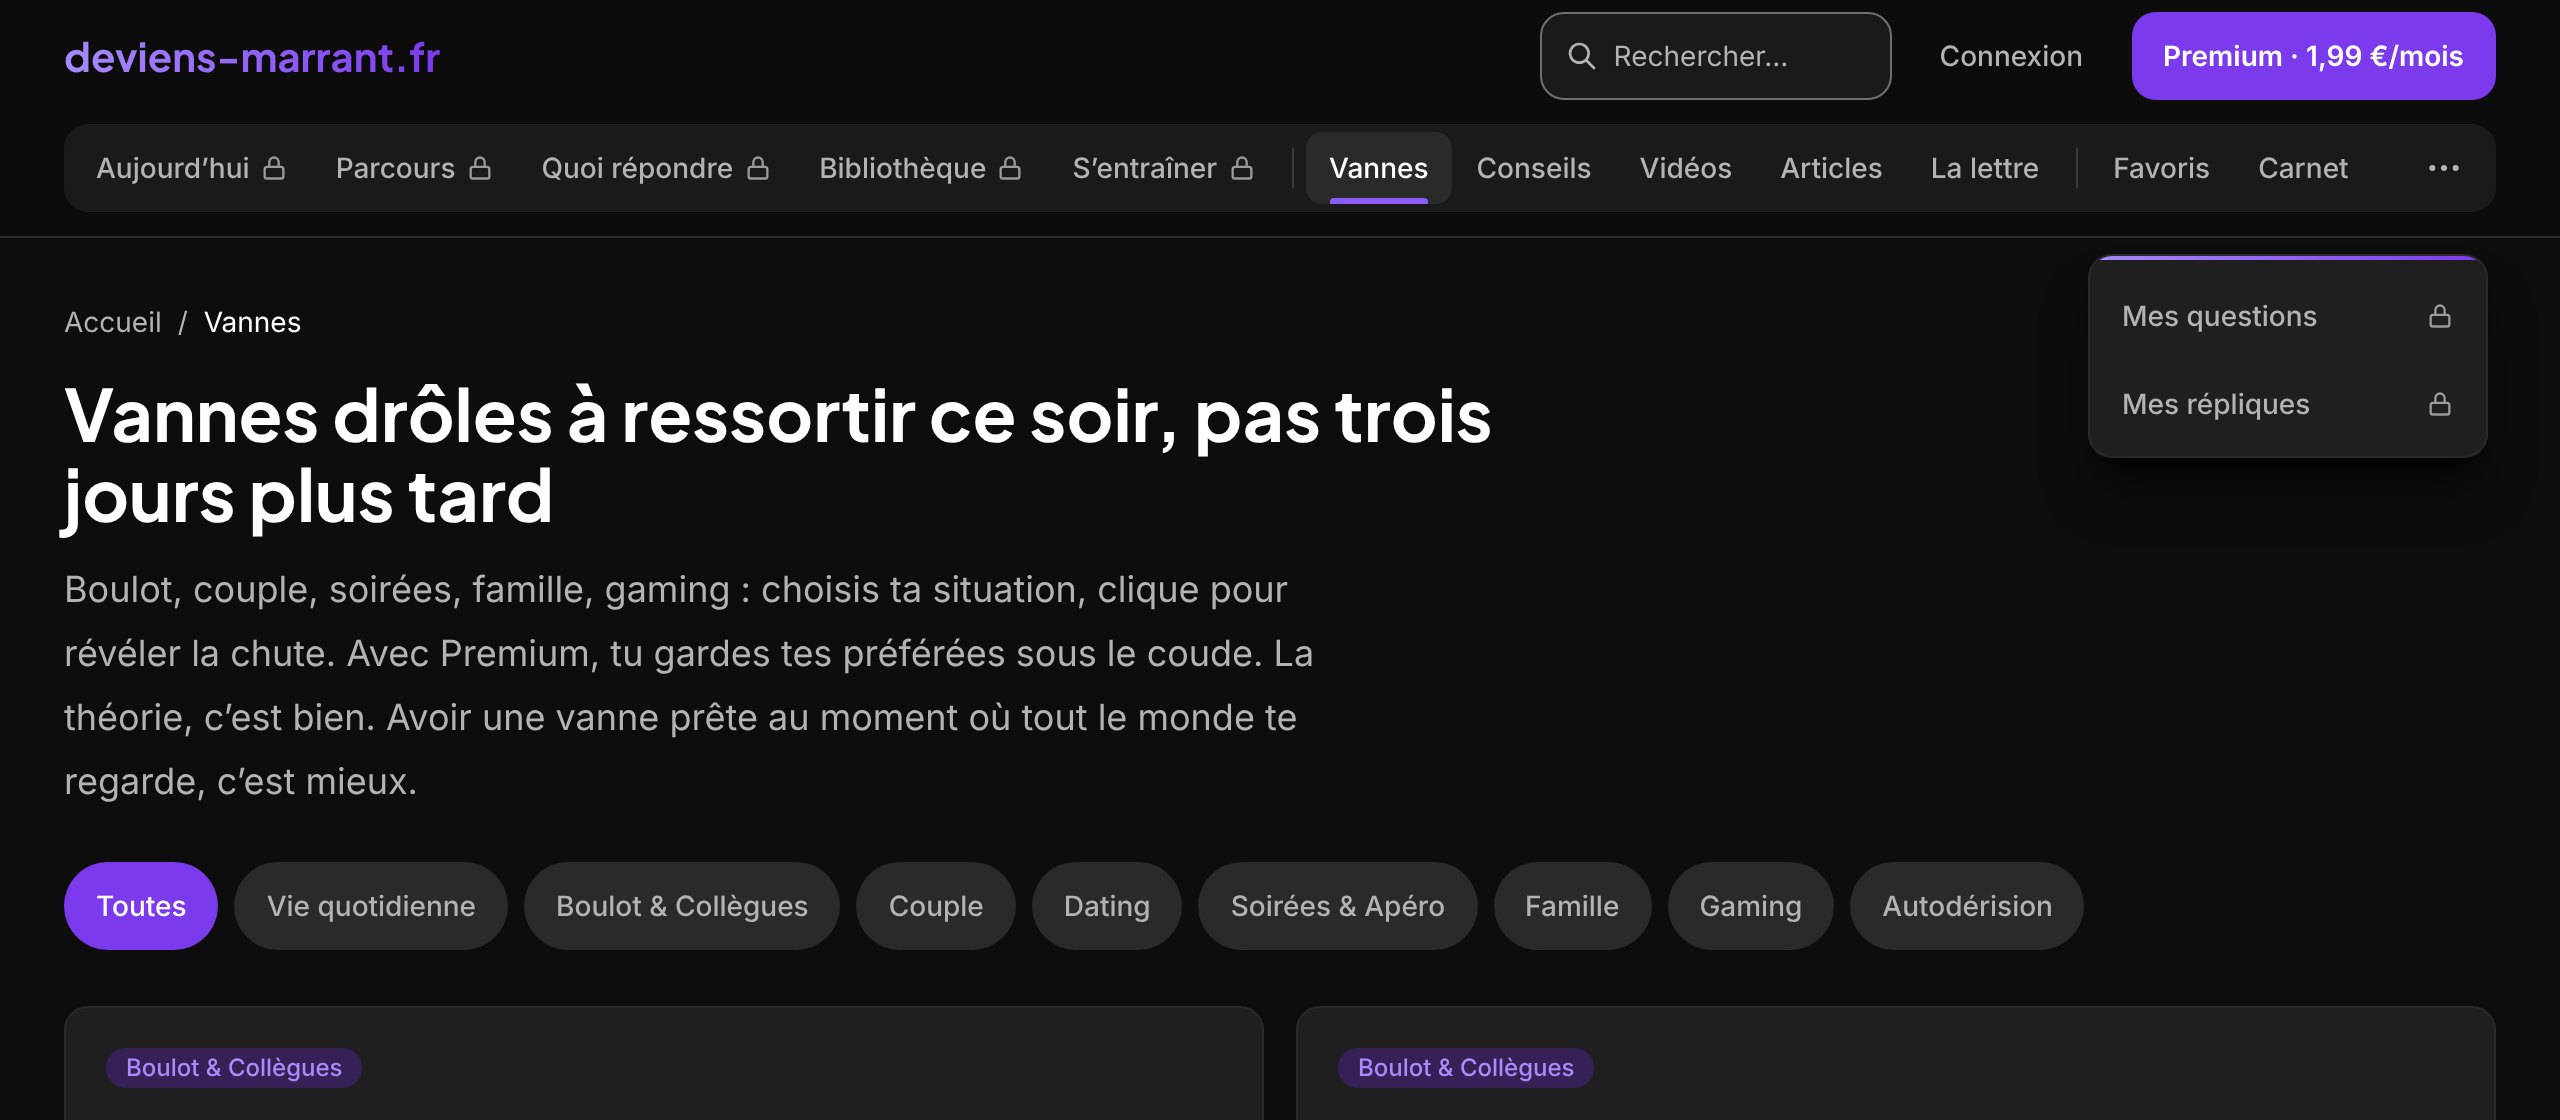 deviens-marrant.fr
Rechercher...
Connexion
Premium · 1,99 €/mois
Aujourd’hui
Parcours
Quoi répondre
Bibliothèque
S’entraîner
Vannes
Conseils
Vidéos
Articles
La lettre
Favoris
Carnet
Mes questions
Mes répliques
Accueil / Vannes
Vannes drôles à ressortir ce soir, pas trois
jours plus tard
Boulot, couple, soirées, famille, gaming : choisis ta situation, clique pour
révéler la chute. Avec Premium, tu gardes tes préférées sous le coude. La
théorie, c’est bien. Avoir une vanne prête au moment où tout le monde te
regarde, c’est mieux.
Toutes
Vie quotidienne
Boulot & Collègues
Couple
Dating
Soirées & Apéro
Famille
Gaming
Autodérision
Boulot & Collègues
Boulot & Collègues